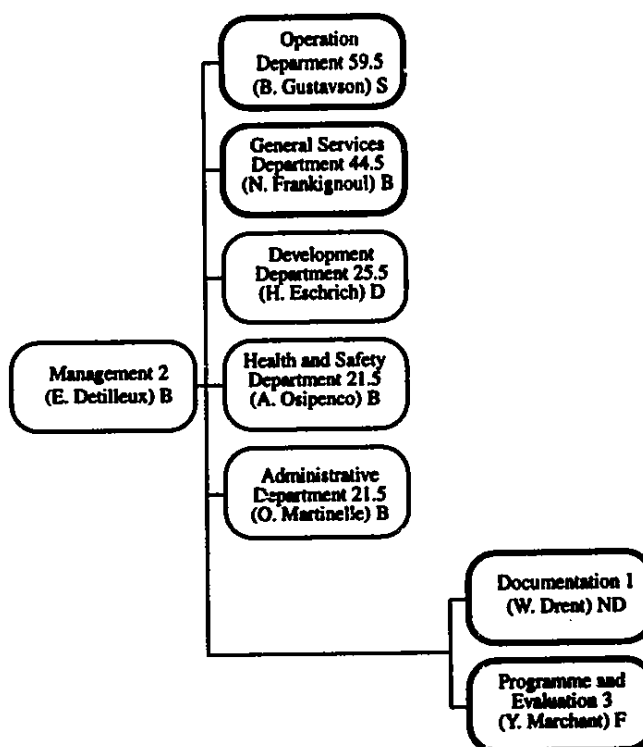 Operation
Deparment 59.5
(B. Gustavson) S
General Services
Department 44.5
(N. Frankignoul) B
Development
Department 25.5
(H. Eschrich) D
Management 2
(E. Detilleux) B
Health and Safety
Department 21.5
(A. Osipenco) B
Administrative
Department 21.5
(O. Martinelle) B
Documentation 1
(W. Drent) ND
Programme and
Evaluation 3
(Y. Marchant) F